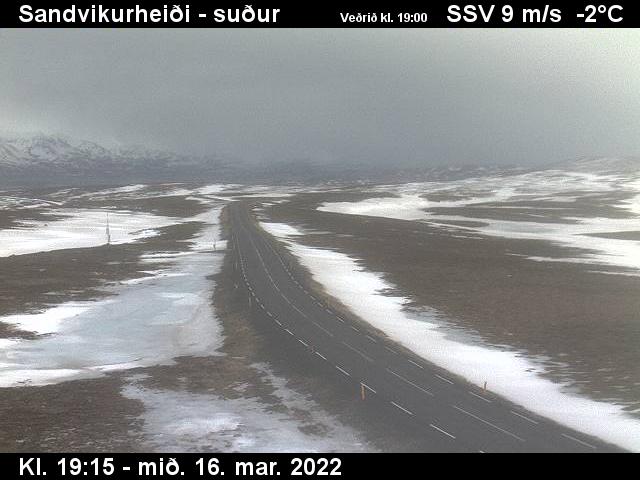 Sandvikurheiði - suður Veðrið kl. 19:00 SSV 9 m/s -2°C
Kl. 19:15 - mið. 16. mar. 2022